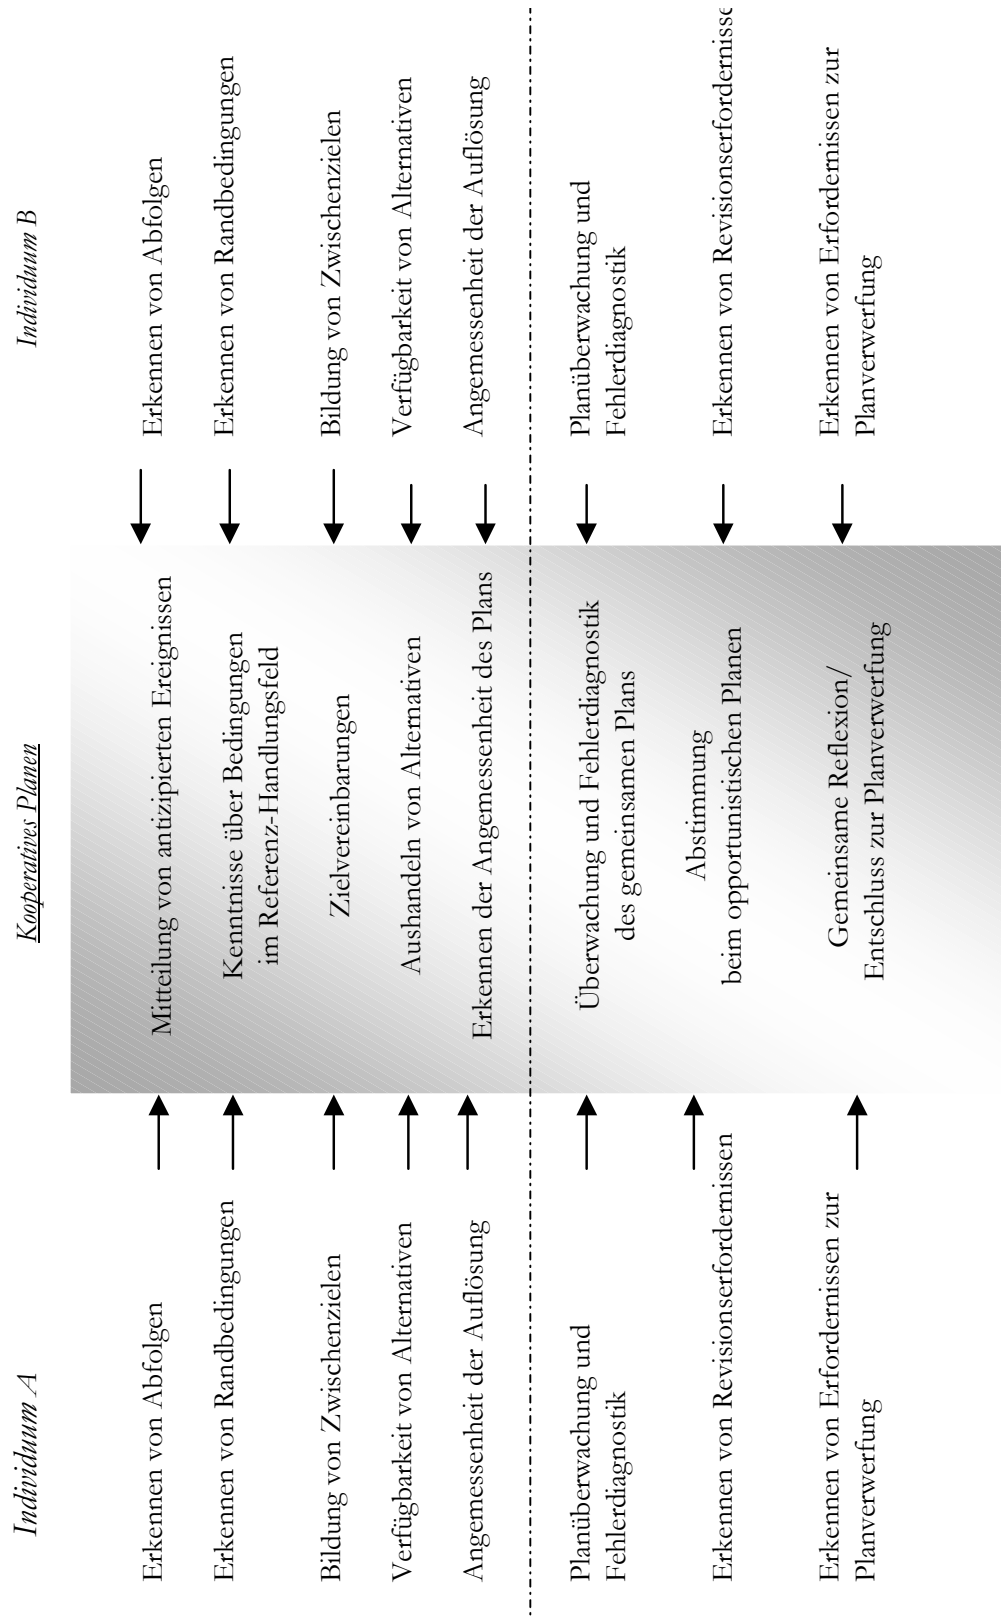 Individuum A
Kooperatives Planen
Individuum B
Erkennen von Abfolgen
Mitteilung von antizipierten Ereignissen
Erkennen von Abfolgen
Erkennen von Randbedingungen
Kenntnisse über Bedingungen
im Referenz-Handlungsfeld
Erkennen von Randbedingungen
Bildung von Zwischenzielen
Zielvereinbarungen
Bildung von Zwischenzielen
Verfügbarkeit von Alternativen
Aushandeln von Alternativen
Verfügbarkeit von Alternativen
Angemessenheit der Auflösung
Erkennen der Angemessenheit des Plans
Angemessenheit der Auflösung
Planüberwachung und
Fehlerdiagnostik
Überwachung und Fehlerdiagnostik
des gemeinsamen Plans
Planüberwachung und
Fehlerdiagnostik
Erkennen von Revisionserfordernissen
Abstimmung
beim opportunistischen Planen
Erkennen von Revisionserfordernisse
Erkennen von Erfordernissen zur
Planverwerfung
Gemeinsame Reflexion/
Entschluss zur Planverwerfung
Erkennen von Erfordernissen zur
Planverwerfung